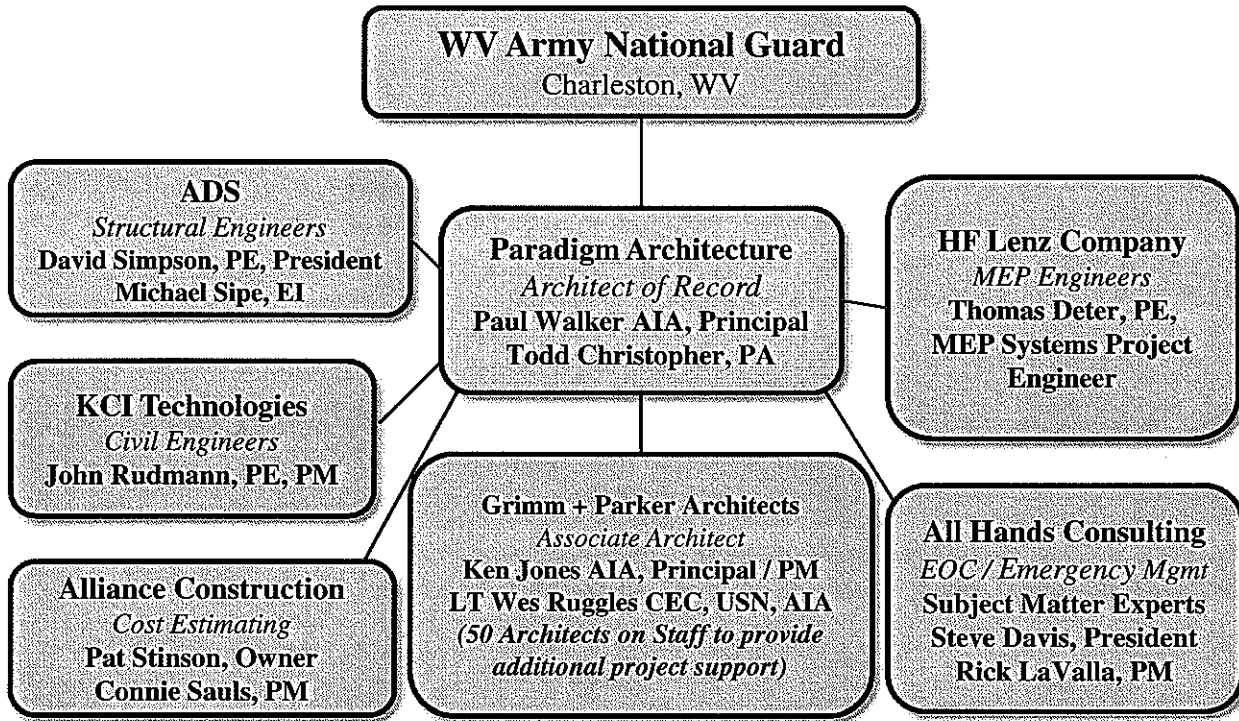 WV Army National Guard
Charleston, WV
ADS
Structural Engineers
David Simpson, PE, President
Michael Sipe, EI
Paradigm Architecture
Architect of Record
Paul Walker AIA, Principal
Todd Christopher, PA
HF Lenz Company
MEP Engineers
Thomas Deter, PE,
MEP Systems Project
Engineer
KCI Technologies
Civil Engineers
John Rudmann, PE, PM
Grimm + Parker Architects
Associate Architect
Ken Jones AIA, Principal / PM
LT Wes Ruggles CEC, USN, AIA
(50 Architects on Staff to provide
additional project support)
All Hands Consulting
EOC / Emergency Mgmt
Subject Matter Experts
Steve Davis, President
Rick LaValla, PM
Alliance Construction
Cost Estimating
Pat Stinson, Owner
Connie Sauls, PM